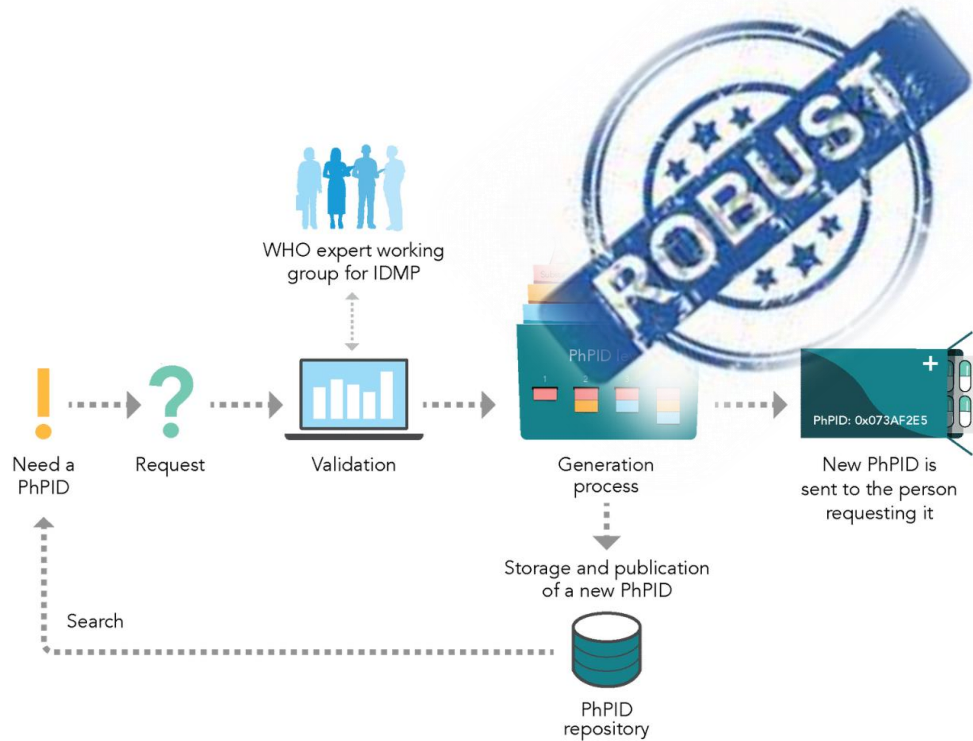 ROBUST
WHO expert working
group for IDMP
PhPID
1
2
PhPID: 0x073AF2E5
Need a
PhPID
Request
Validation
Generation
process
New PhPID is
sent to the person
requesting it
Storage and publication
of a new PhPID
Search
PhPID
repository